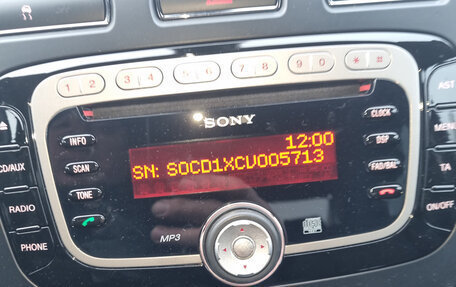 1 2 3 4 5 6 7 8 9 0 * #
SONY
CLOCK
AST
INFO
12:00
DSP
MENU
SN: SOCD1XCV005713
CD/AUX
SCAN
FAD/BAL
TA
TONE
RADIO
ON/OFF
PHONE
MP3